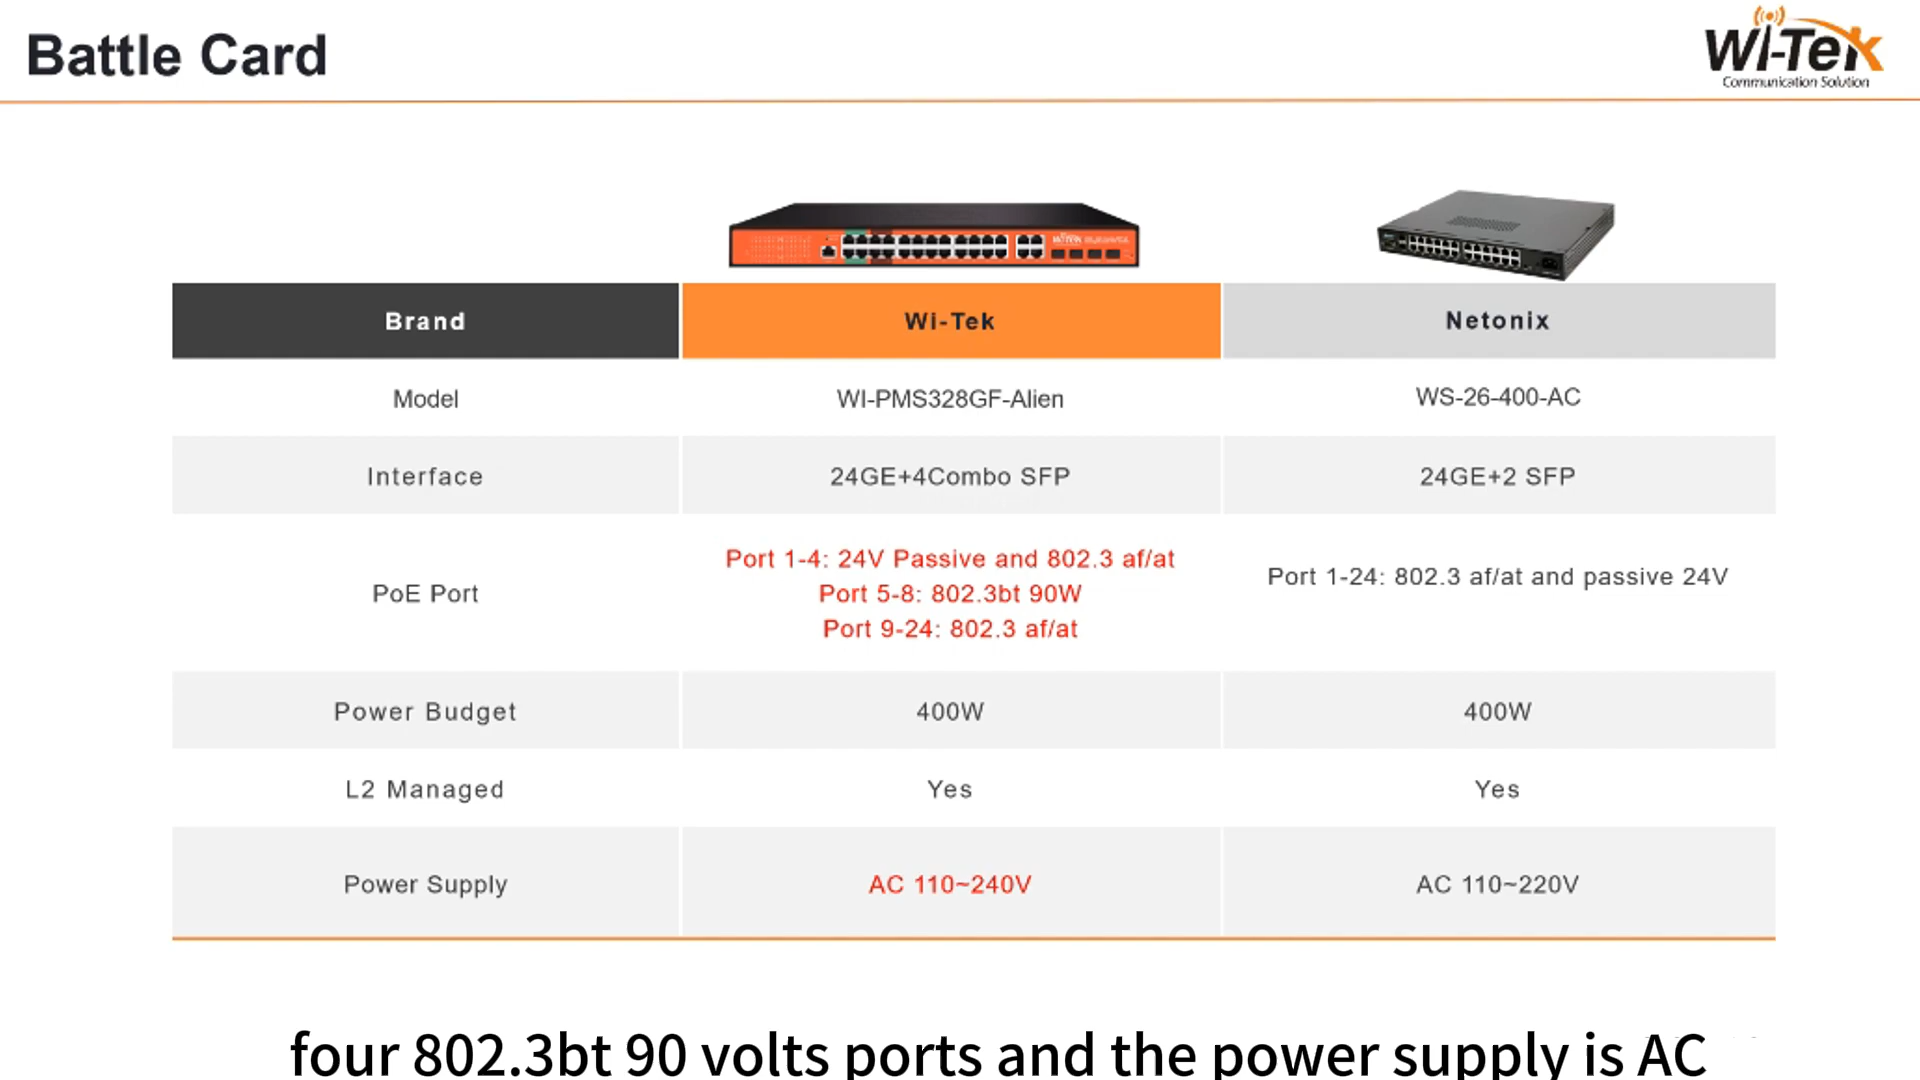 Battle Card
Wi-Tek
Communication Solution
Brand
Wi-Tek
Netonix
Model
WI-PMS328GF-Alien
WS-26-400-AC
Interface
24GE+4Combo SFP
24GE+2 SFP
PoE Port
Port 1-4: 24V Passive and 802.3 af/at
Port 5-8: 802.3bt 90W
Port 9-24: 802.3 af/at
Port 1-24: 802.3 af/at and passive 24V
Power Budget
400W
400W
L2 Managed
Yes
Yes
Power Supply
AC 110~240V
AC 110~220V
four 802.3bt 90 volts ports and the power supply is AC